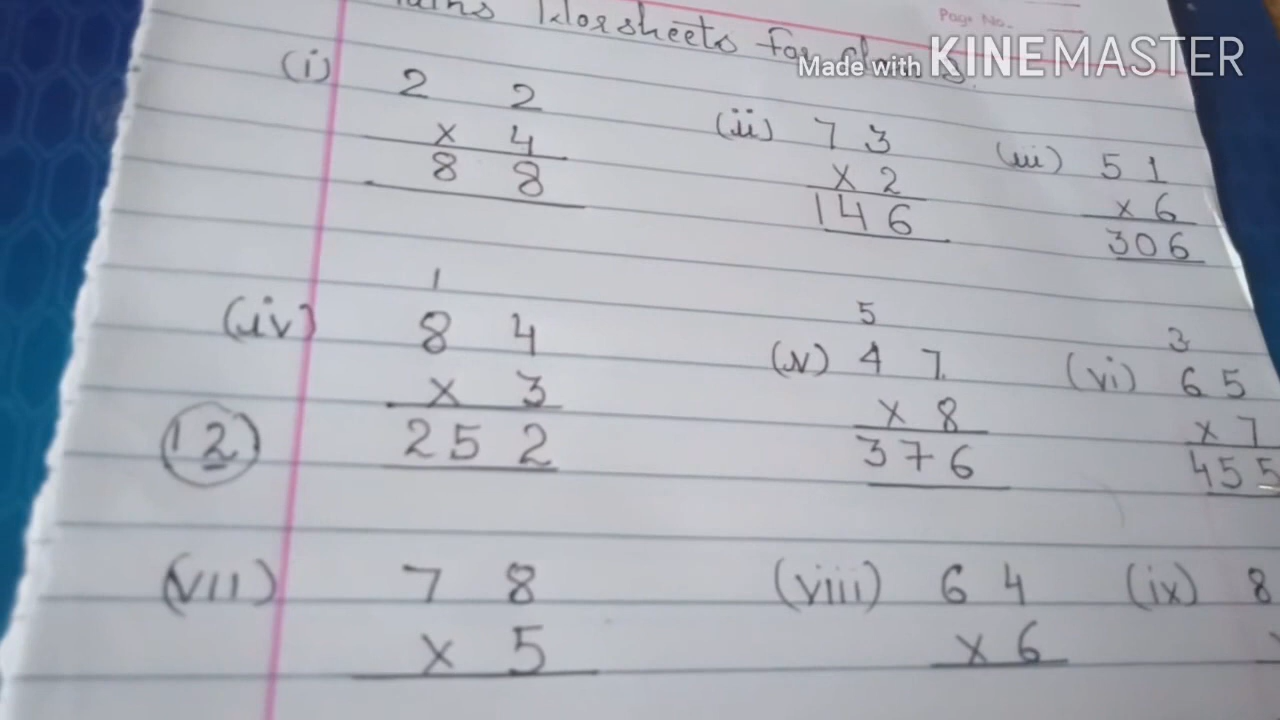 Page No.
Worsheets For
Made with KINEMASTER
(i) 2 2
× 4
8 8
(ii) 7 3
× 2
1 4 6
(iii) 5 1
× 6
3 0 6
1
(iv) 8 4
× 3
2 5 2
12
5
(v) 4 7
× 8
3 7 6
3
(vi) 6 5
× 7
4 5 5
(vii) 7 8
× 5
(viii) 6 4
× 6
(ix) 8